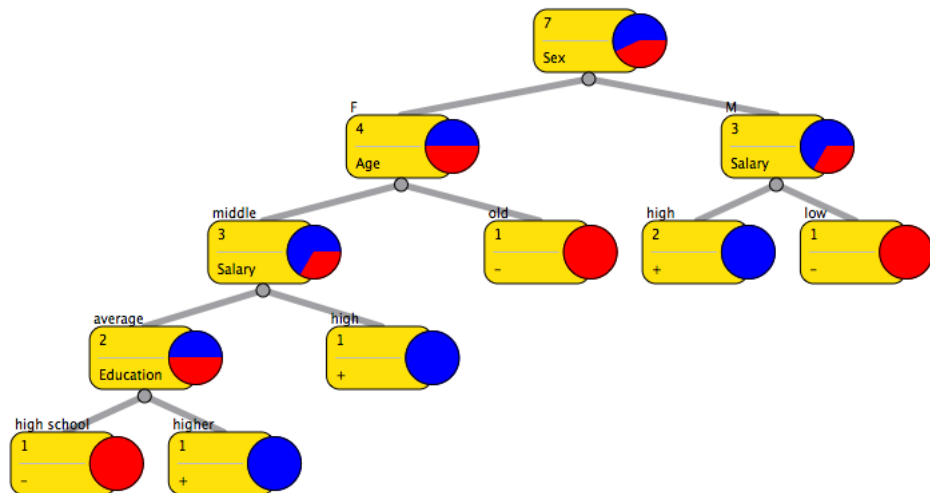 7
Sex
F
M
4
Age
3
Salary
middle
old
high
low
3
Salary
1
-
2
+
1
-
average
high
2
Education
1
+
high school
higher
1
-
1
+